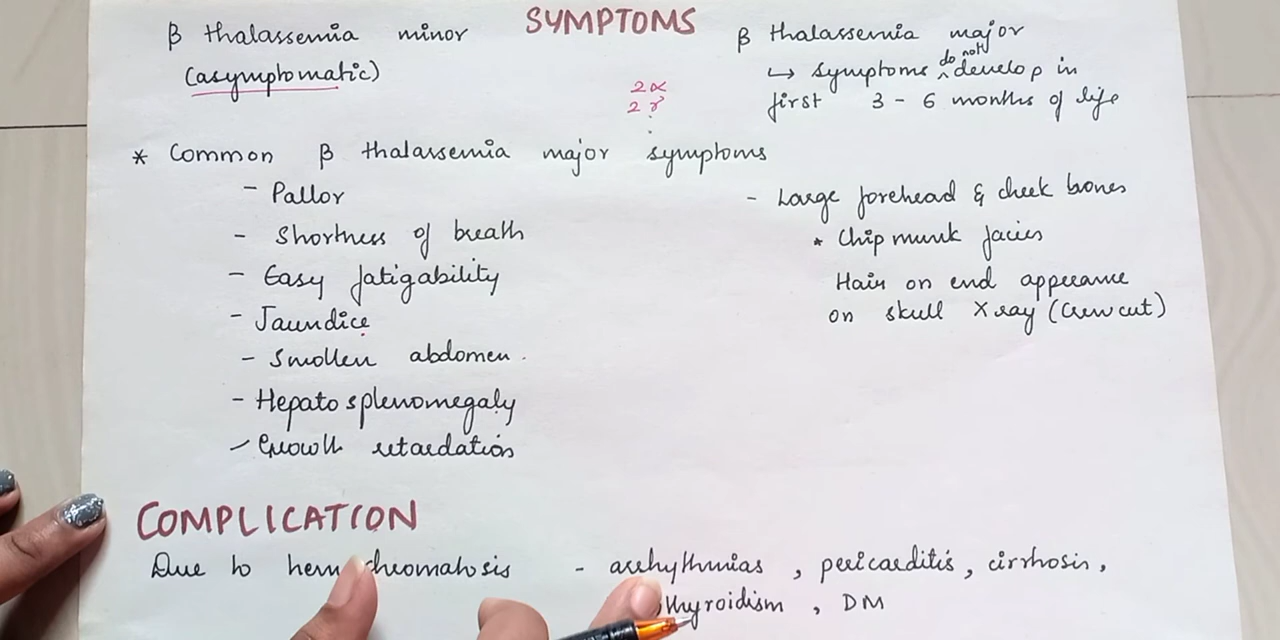 SYMPTOMS
β thalassemia minor
(asymptomatic)
β thalassemia major
↳ symptoms do not develop in
first 3 - 6 months of life
2α
2γ
* Common β thalassemia major symptoms
- Pallor
- Shortness of breath
- Easy fatigability
- Jaundice
- Swollen abdomen.
- Hepatosplenomegaly
- Growth retardation
- Large forehead & cheek bones
* Chipmunk facies
Hair on end apperance
on skull X ray (Crew cut)
COMPLICATION
Due to - arrhythmias, pericarditis, cirrhosis,
thyroidism, DM